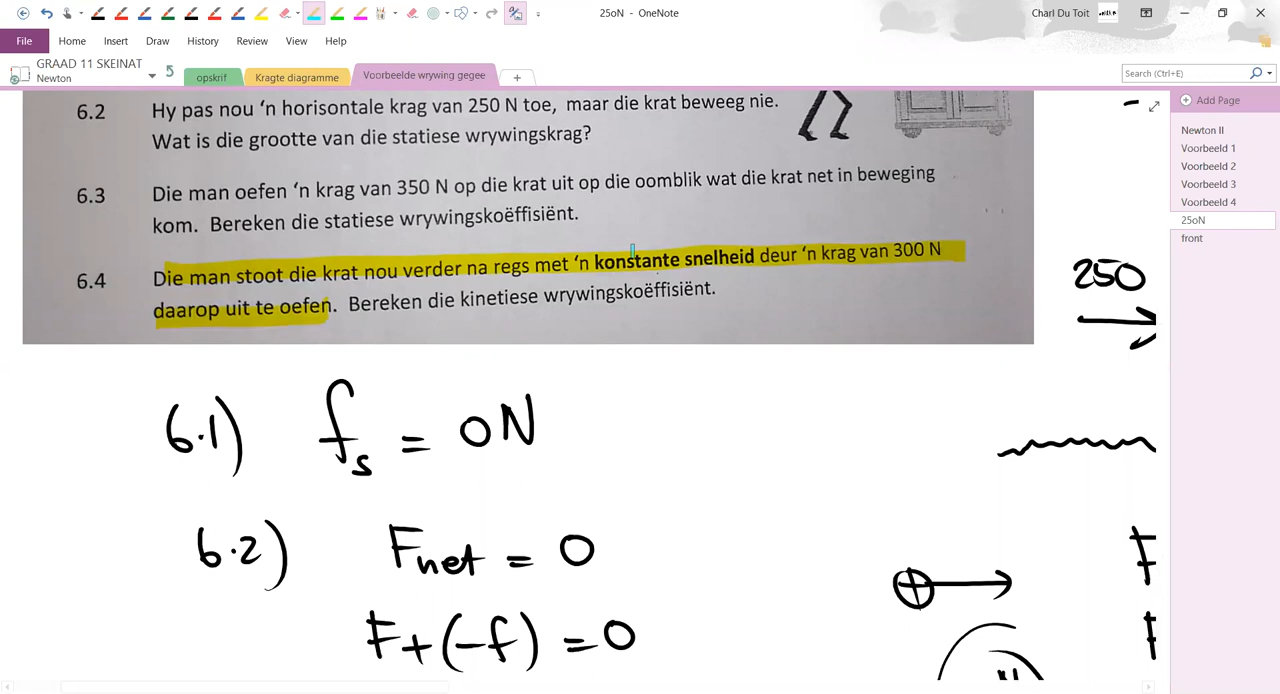 25oN - OneNote
Charl Du Toit
File Home Insert Draw History Review View Help
GRAAD 11 SKEINAT
Newton
opskrif
Kragte diagramme
Voorbeelde wrywing gegee
Search (Ctrl+E)
Add Page
Newton II
Voorbeeld 1
Voorbeeld 2
Voorbeeld 3
Voorbeeld 4
25oN
front
6.2 Hy pas nou 'n horisontale krag van 250 N toe, maar die krat beweeg nie.
Wat is die grootte van die statiese wrywingskrag?
6.3 Die man oefen 'n krag van 350 N op die krat uit op die oomblik wat die krat net in beweging
kom. Bereken die statiese wrywingskoëffisiënt.
6.4 Die man stoot die krat nou verder na regs met 'n konstante snelheid deur 'n krag van 300 N
daarop uit te oefen. Bereken die kinetiese wrywingskoëffisiënt.
250
6.1) fs = 0N
6.2) Fnet = 0
F+(-f) = 0
F
F